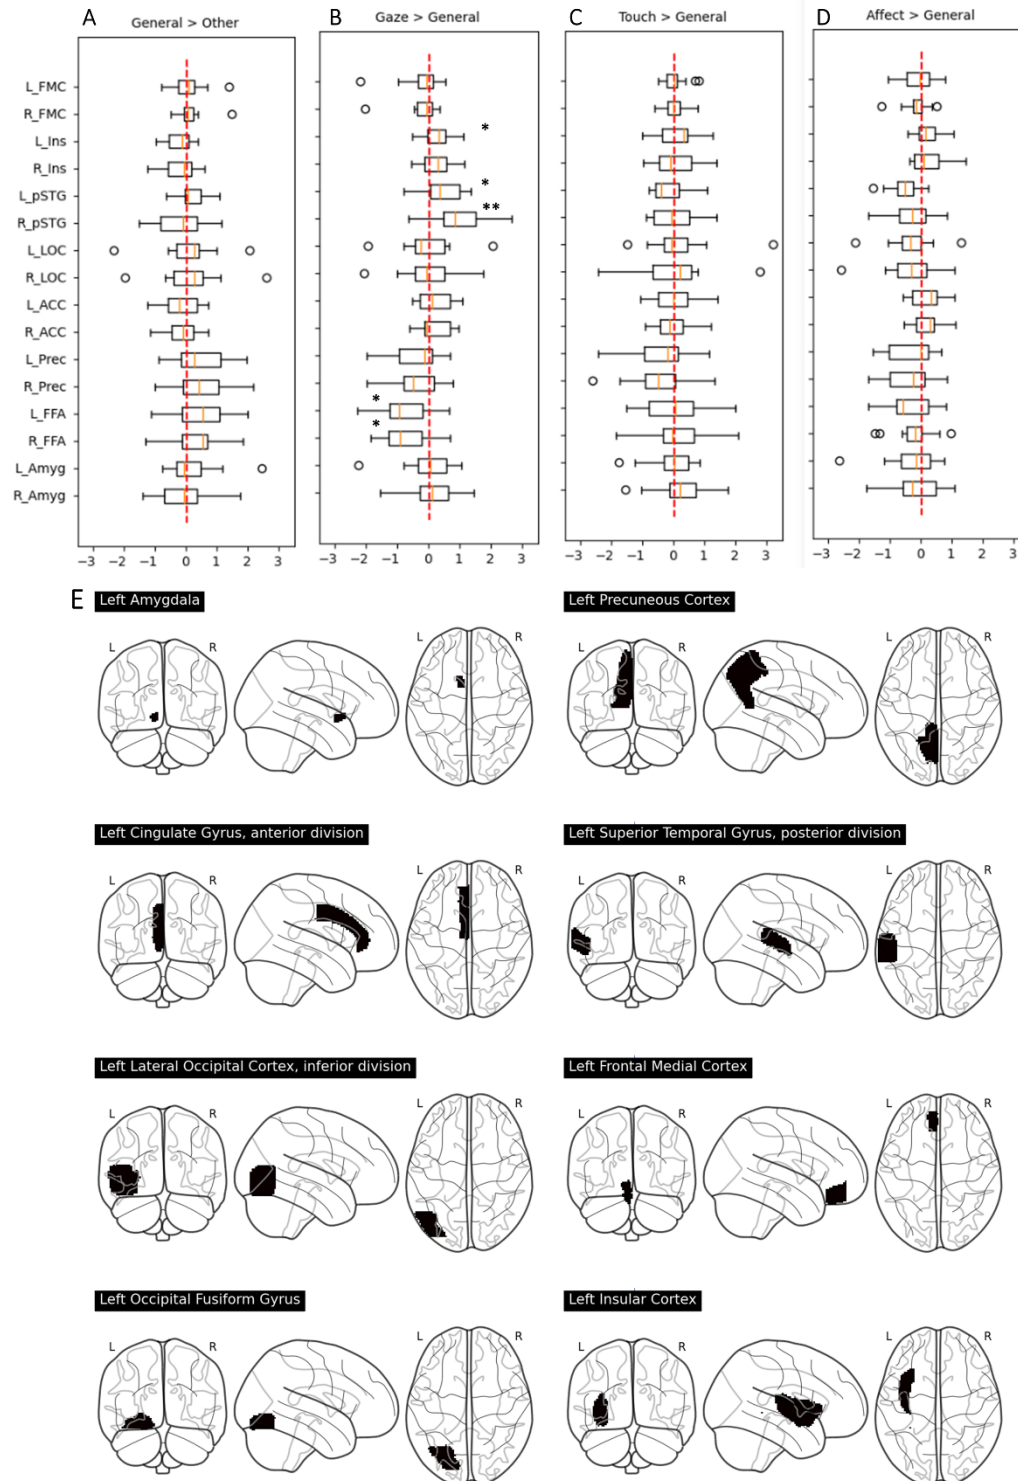 A General > Other
B Gaze > General
C Touch > General
D Affect > General
L_FMC
R_FMC
L_Ins
*
R_Ins
L_pSTG
*
R_pSTG
**
L_LOC
R_LOC
L_ACC
R_ACC
L_Prec
R_Prec
L_FFA
*
R_FFA
*
L_Amyg
R_Amyg
−3 −2 −1 0 1 2 3
−3 −2 −1 0 1 2 3
−3 −2 −1 0 1 2 3
−3 −2 −1 0 1 2 3
E Left Amygdala
L R R
Left Precuneous Cortex
L R R
Left Cingulate Gyrus, anterior division
L R R
Left Superior Temporal Gyrus, posterior division
L R R
Left Lateral Occipital Cortex, inferior division
L R R
Left Frontal Medial Cortex
L R R
Left Occipital Fusiform Gyrus
L R R
Left Insular Cortex
L R R